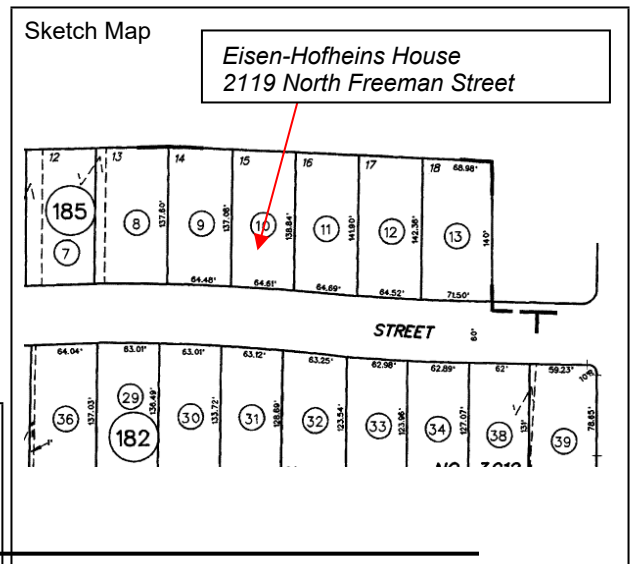 Sketch Map
Eisen-Hofheins House
2119 North Freeman Street
12 13 14 15 16 17 18 68.98'
185 8 137.80' 9 137.08' 10 138.84' 11 141.90' 12 142.36' 13 140'
7
64.48' 64.61' 64.69' 64.52' 71.50'
STREET 60'
64.04' 63.01' 63.01' 63.12' 63.25' 62.98' 62.89' 62' 59.23'
36 137.03' 29 136.49' 30 133.72' 31 128.69' 32 123.54' 33 123.96' 34 127.07' 38 131' 39 78.65'
182